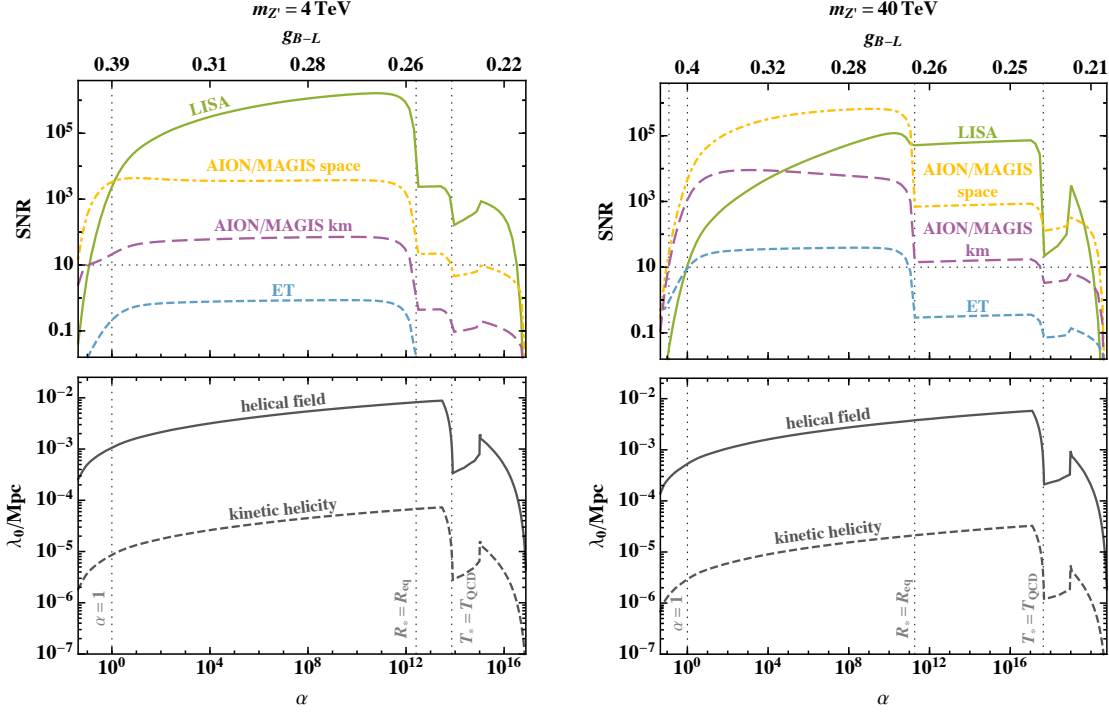 m_Z' = 4 TeV
g_B−L
0.39 0.31 0.28 0.26 0.22
SNR
10^5
10^3
10
0.1
LISA
AION/MAGIS space
AION/MAGIS km
ET
λ_0/Mpc
10^−2
10^−3
10^−4
10^−5
10^−6
10^−7
helical field
kinetic helicity
α = 1
R_* = R_eq
T_* = T_QCD
10^0 10^4 10^8 10^12 10^16
α
m_Z' = 40 TeV
g_B−L
0.4 0.32 0.28 0.26 0.24 0.21
SNR
10^5
10^3
10
0.1
LISA
AION/MAGIS
space
AION/MAGIS
km
ET
λ_0/Mpc
10^−2
10^−3
10^−4
10^−5
10^−6
10^−7
helical field
kinetic helicity
α = 1
R_* = R_eq
T_* = T_QCD
10^0 10^4 10^8 10^12 10^16
α